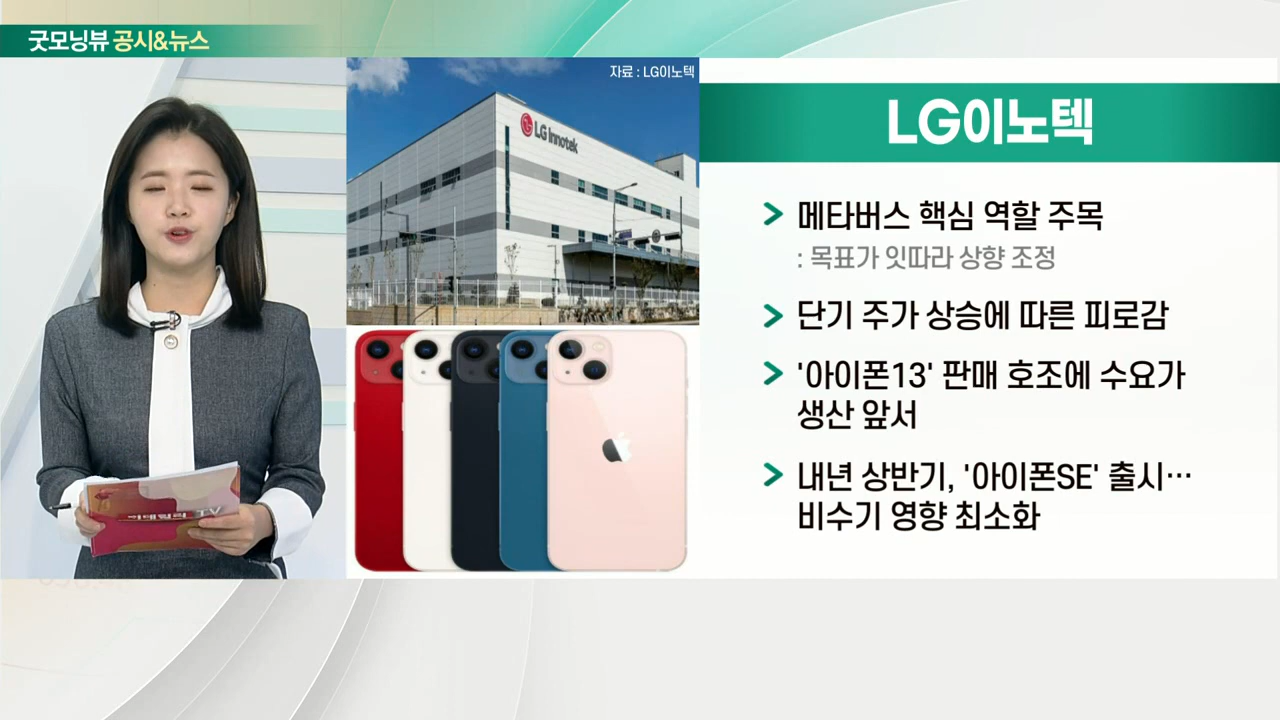 굿모닝뷰 공시&뉴스
자료 : LG이노텍
LG Innotek
LG이노텍
메타버스 핵심 역할 주목
: 목표가 잇따라 상향 조정
단기 주가 상승에 따른 피로감
'아이폰13' 판매 호조에 수요가
생산 앞서
내년 상반기, '아이폰SE' 출시…
비수기 영향 최소화
TV